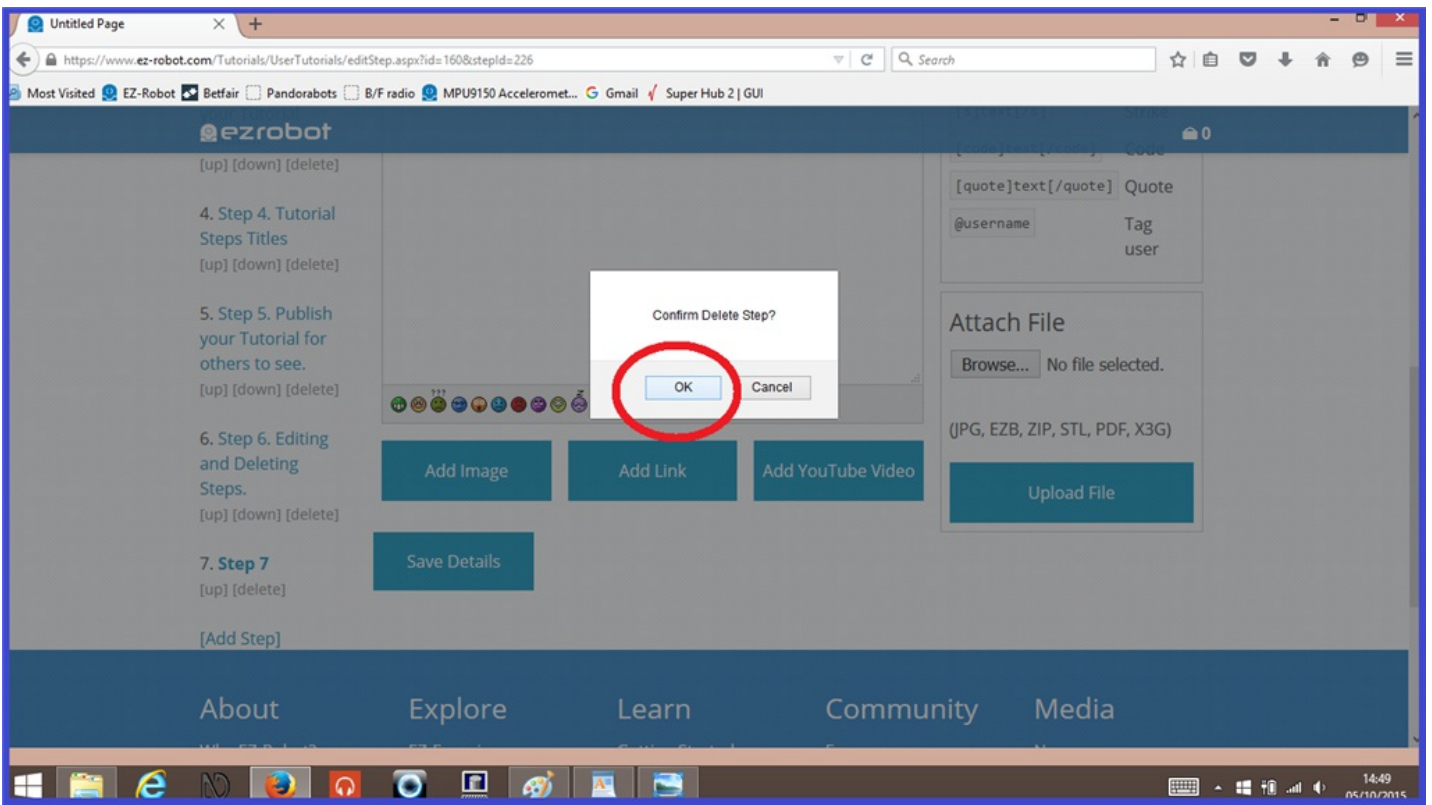 Untitled Page
https://www.ez-robot.com/Tutorials/UserTutorials/editStep.aspx?id=160&stepId=226
Search
Most Visited EZ-Robot Betfair Pandorabots B/F radio MPU9150 Acceleromet... Gmail Super Hub 2 | GUI
ezrobot
0
[up] [down] [delete]
4. Step 4. Tutorial
Steps Titles
[up] [down] [delete]
5. Step 5. Publish
your Tutorial for
others to see.
[up] [down] [delete]
6. Step 6. Editing
and Deleting
Steps.
[up] [down] [delete]
7. Step 7
[up] [delete]
[Add Step]
Confirm Delete Step?
OK
Cancel
Add Image
Add Link
Add YouTube Video
Save Details
[code]text[/code] Code
[quote]text[/quote] Quote
@username Tag
user
Attach File
Browse... No file selected.
(JPG, EZB, ZIP, STL, PDF, X3G)
Upload File
About
Explore
Learn
Community
Media
14:49
05/10/2015